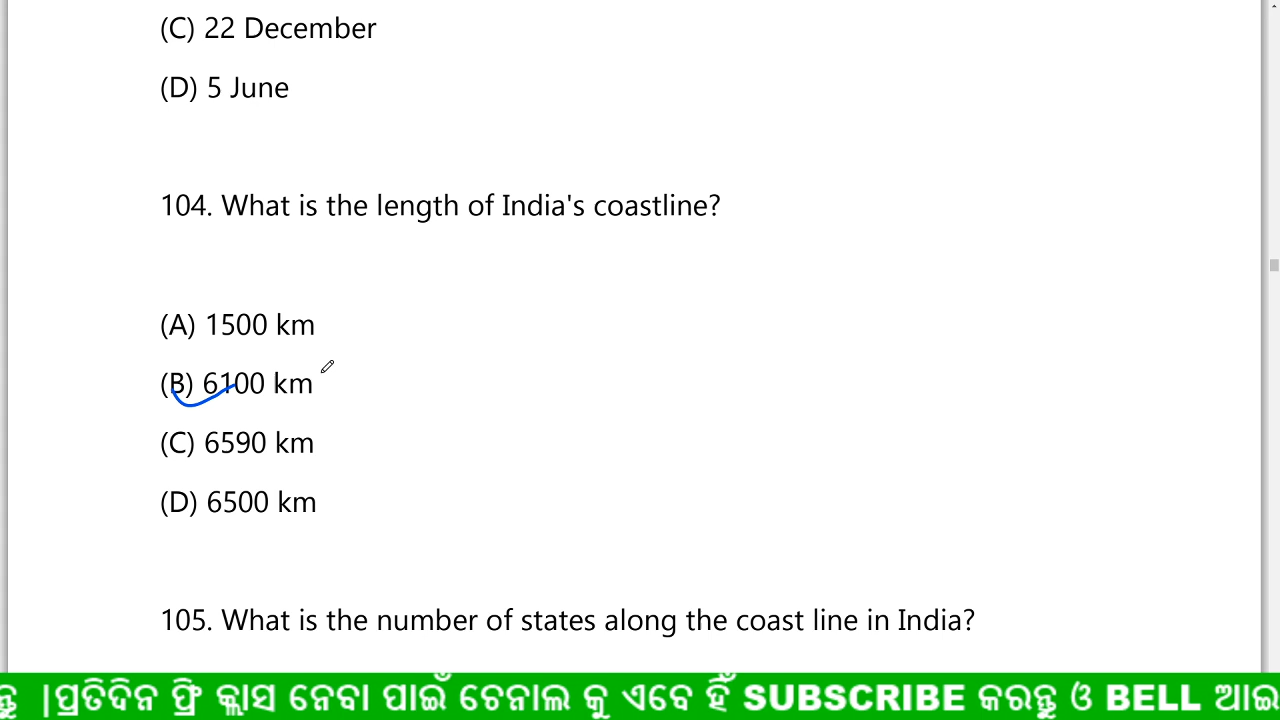 (C) 22 December
(D) 5 June
104. What is the length of India's coastline?
(A) 1500 km
(B) 6100 km
(C) 6590 km
(D) 6500 km
105. What is the number of states along the coast line in India?
।ପ୍ରତିଦିନ ଫ୍ରି କ୍ଲାସ ନେବା ପାଇଁ ଚେନାଲ କୁ ଏବେ ହିଁ SUBSCRIBE କରନ୍ତୁ ଓ BELL ଆଇ